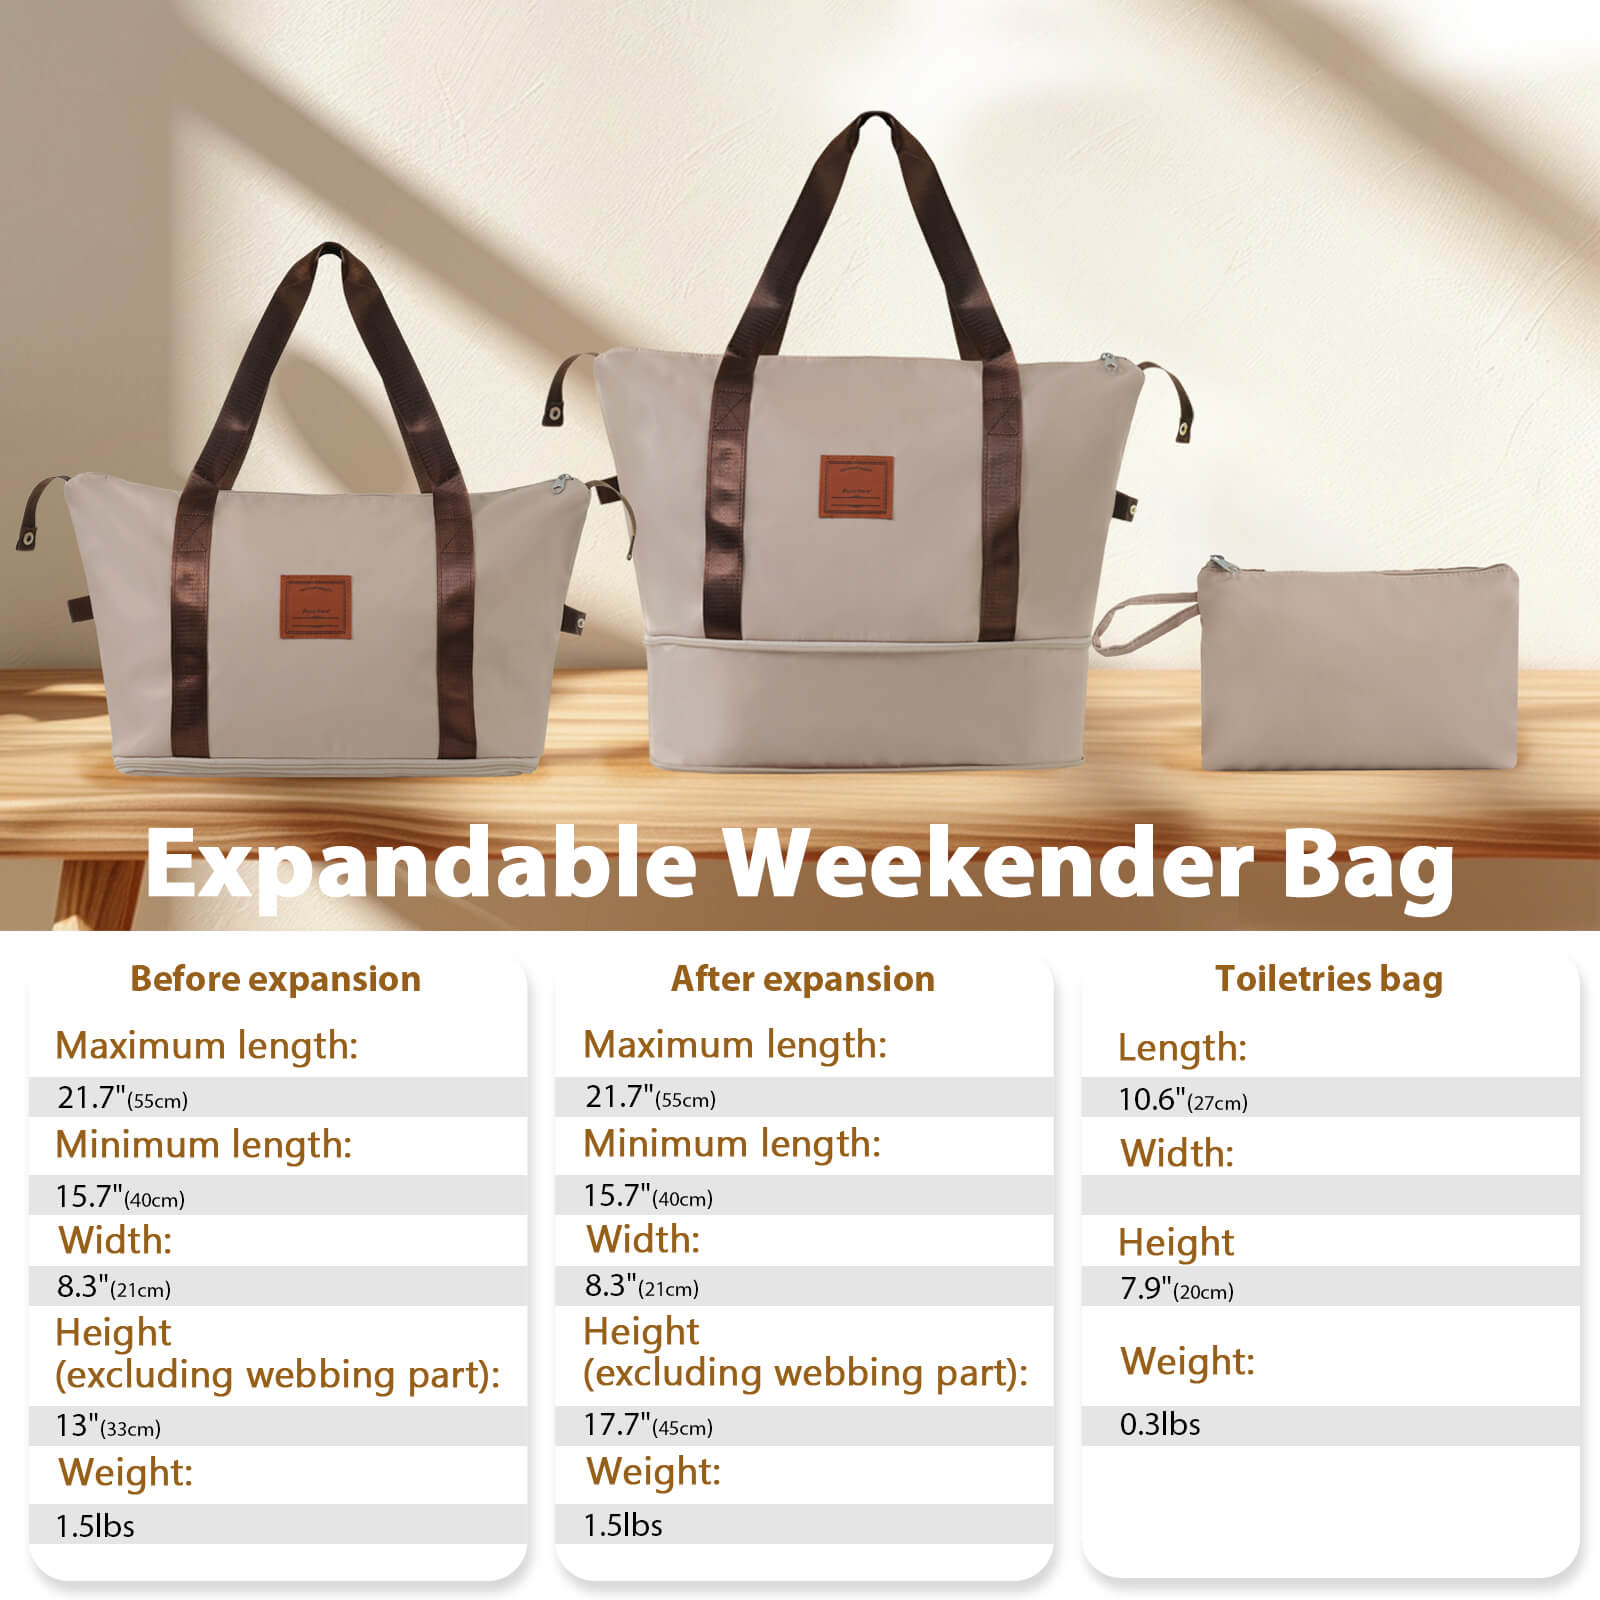 Expandable Weekender Bag
Before expansion
Maximum length:
21.7"(55cm)
Minimum length:
15.7"(40cm)
Width:
8.3"(21cm)
Height
(excluding webbing part):
13"(33cm)
Weight:
1.5lbs
After expansion
Maximum length:
21.7"(55cm)
Minimum length:
15.7"(40cm)
Width:
8.3"(21cm)
Height
(excluding webbing part):
17.7"(45cm)
Weight:
1.5lbs
Toiletries bag
Length:
10.6"(27cm)
Width:
Height
7.9"(20cm)
Weight:
0.3lbs